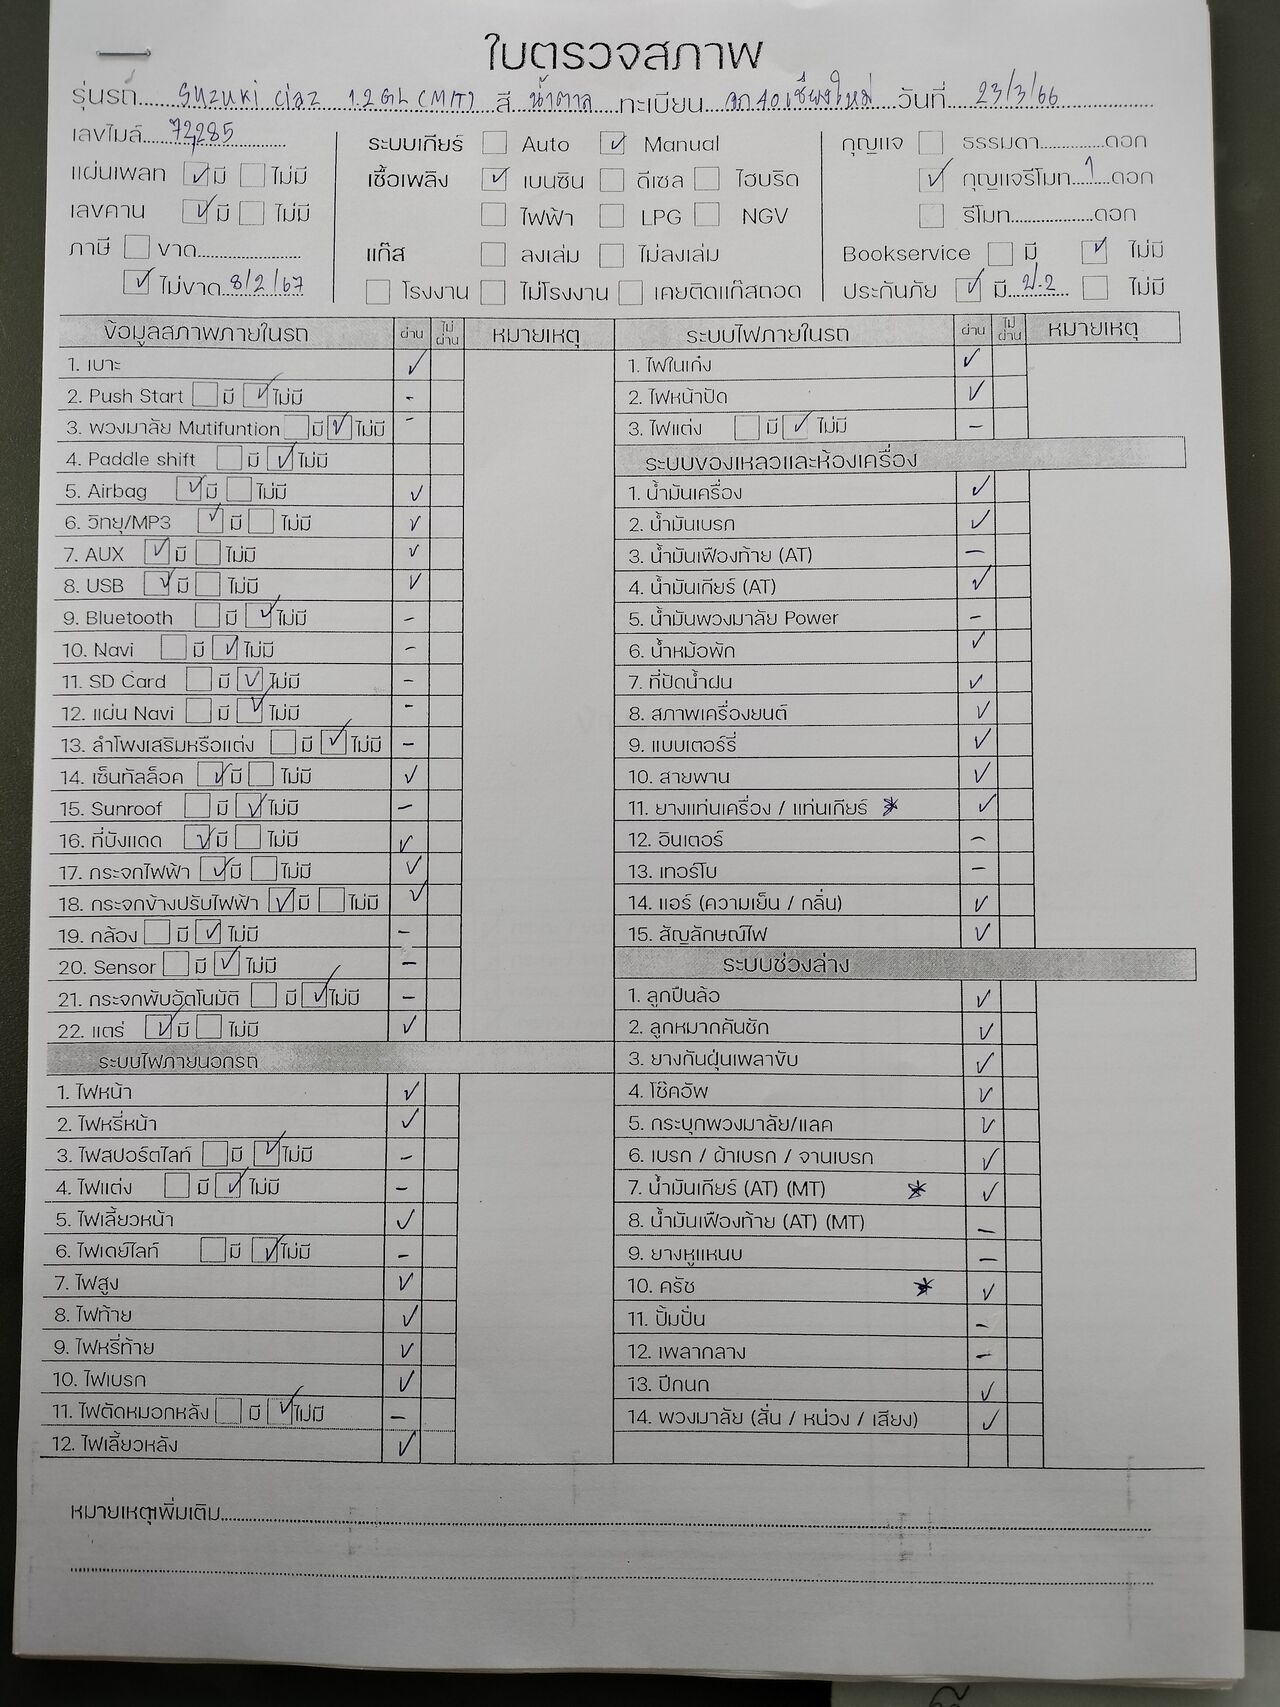 ใบตรวจสภาพ
รุ่นรถ Suzuki Ciaz 1.2 GL (M/T) สี น้ำตาล ทะเบียน 40 เชียงใหม่ วันที่ 23/3/66
เลขไมล์ 72,285
แผ่นเพลท ✓ มี ไม่มี
เลขคาน ✓ มี ไม่มี
ภาษี ขาด
✓ ไม่ขาด 8/2/67
ระบบเกียร์ Auto ✓ Manual
เชื้อเพลิง ✓ เบนซิน ดีเซล ไฮบริด
ไฟฟ้า LPG NGV
แก๊ส ลงเล่ม ไม่ลงเล่ม
โรงงาน ไม่โรงงาน เคยติดแก๊สถอด
กุญแจ ธรรมดา ดอก
✓ กุญแจรีโมท 1 ดอก
รีโมท ดอก
Bookservice มี ✓ ไม่มี
ประกันภัย ✓ มี ป.2 ไม่มี
ข้อมูลสภาพภายในรถ ผ่าน ไม่ผ่าน หมายเหตุ
1. เบาะ ✓
2. Push Start มี ✓ ไม่มี -
3. พวงมาลัย Mutifuntion มี ✓ ไม่มี -
4. Paddle shift มี ✓ ไม่มี
5. Airbag ✓ มี ไม่มี ✓
6. วิทยุ/MP3 ✓ มี ไม่มี ✓
7. AUX ✓ มี ไม่มี ✓
8. USB ✓ มี ไม่มี ✓
9. Bluetooth มี ✓ ไม่มี -
10. Navi มี ✓ ไม่มี -
11. SD Card มี ✓ ไม่มี -
12. แผ่น Navi มี ✓ ไม่มี -
13. ลำโพงเสริมหรือแต่ง มี ✓ ไม่มี -
14. เซ็นทัลล็อค ✓ มี ไม่มี ✓
15. Sunroof มี ✓ ไม่มี -
16. ที่บังแดด ✓ มี ไม่มี ✓
17. กระจกไฟฟ้า ✓ มี ไม่มี ✓
18. กระจกข้างปรับไฟฟ้า ✓ มี ไม่มี ✓
19. กล้อง มี ✓ ไม่มี -
20. Sensor มี ✓ ไม่มี -
21. กระจกพับอัตโนมัติ มี ✓ ไม่มี -
22. แตร่ ✓ มี ไม่มี ✓
ระบบไฟภายนอกรถ
1. ไฟหน้า ✓
2. ไฟหรี่หน้า ✓
3. ไฟสปอร์ตไลท์ มี ✓ ไม่มี -
4. ไฟแต่ง มี ✓ ไม่มี -
5. ไฟเลี้ยวหน้า ✓
6. ไฟเดย์ไลท์ มี ✓ ไม่มี -
7. ไฟสูง ✓
8. ไฟท้าย ✓
9. ไฟหรี่ท้าย ✓
10. ไฟเบรก ✓
11. ไฟตัดหมอกหลัง มี ✓ ไม่มี -
12. ไฟเลี้ยวหลัง ✓
ระบบไฟภายในรถ ผ่าน ไม่ผ่าน หมายเหตุ
1. ไฟในเก๋ง ✓
2. ไฟหน้าปัด ✓
3. ไฟแต่ง มี ✓ ไม่มี -
ระบบของเหลวและห้องเครื่อง
1. น้ำมันเครื่อง ✓
2. น้ำมันเบรก ✓
3. น้ำมันเฟืองท้าย (AT) -
4. น้ำมันเกียร์ (AT) ✓
5. น้ำมันพวงมาลัย Power -
6. น้ำหม้อพัก ✓
7. ที่ปัดน้ำฝน ✓
8. สภาพเครื่องยนต์ ✓
9. แบบเตอร์รี่ ✓
10. สายพาน ✓
11. ยางแท่นเครื่อง / แท่นเกียร์ * ✓
12. อินเตอร์ -
13. เทอร์โบ -
14. แอร์ (ความเย็น / กลิ่น) ✓
15. สัญลักษณ์ไฟ ✓
ระบบช่วงล่าง
1. ลูกปืนล้อ ✓
2. ลูกหมากคันชัก ✓
3. ยางกันฝุ่นเพลาขับ ✓
4. โช๊คอัพ ✓
5. กระบุกพวงมาลัย/แลค ✓
6. เบรก / ผ้าเบรก / จานเบรก ✓
7. น้ำมันเกียร์ (AT) (MT) * ✓
8. น้ำมันเฟืองท้าย (AT) (MT) -
9. ยางหูแหนบ -
10. ครัช * ✓
11. ปั้มปั่น -
12. เพลากลาง -
13. ปีกนก ✓
14. พวงมาลัย (สั่น / หน่วง / เสียง) ✓
หมายเหตุเพิ่มเติม